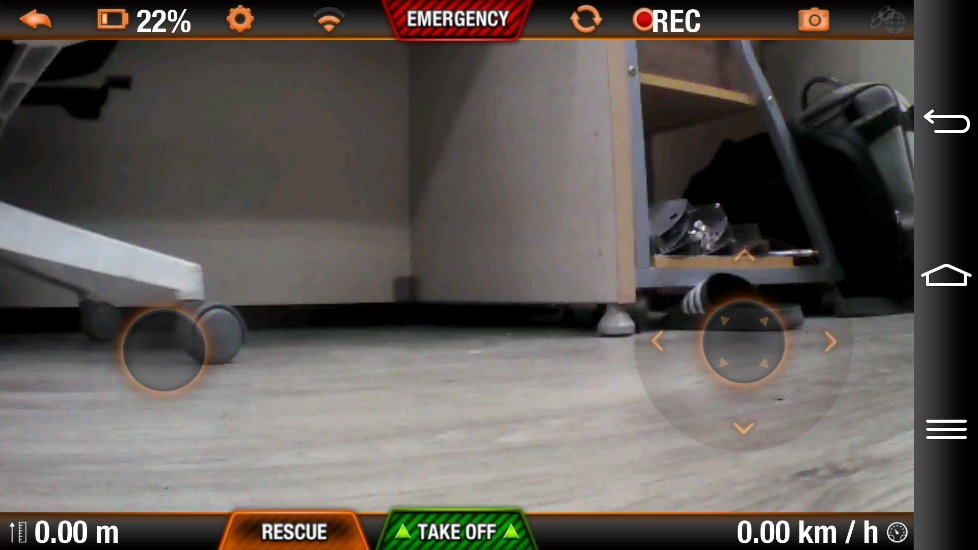 22%
EMERGENCY
REC
0.00 m
RESCUE
TAKE OFF
0.00 km / h